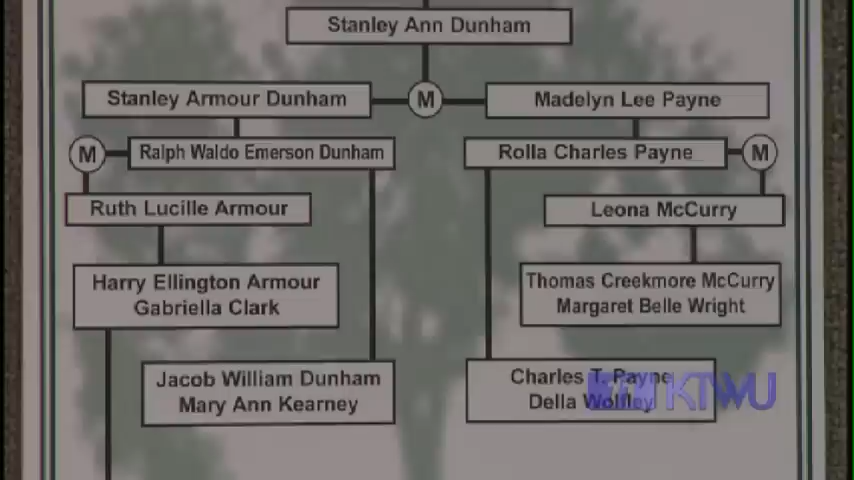 Stanley Ann Dunham
Stanley Armour Dunham
M
Madelyn Lee Payne
M
Ralph Waldo Emerson Dunham
Rolla Charles Payne
M
Ruth Lucille Armour
Leona McCurry
Harry Ellington Armour
Gabriella Clark
Thomas Creekmore McCurry
Margaret Belle Wright
Jacob William Dunham
Mary Ann Kearney
Charles T. Payne
Della Wolfley
KTWU